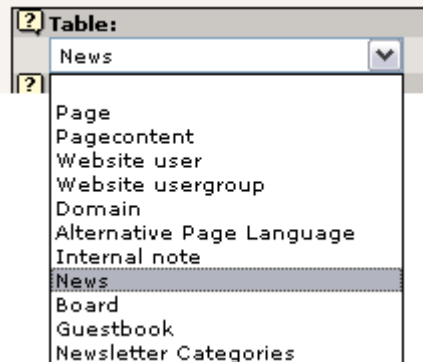 ? Table:
News
?
Page
Pagecontent
Website user
Website usergroup
Domain
Alternative Page Language
Internal note
News
Board
Guestbook
Newsletter Categories